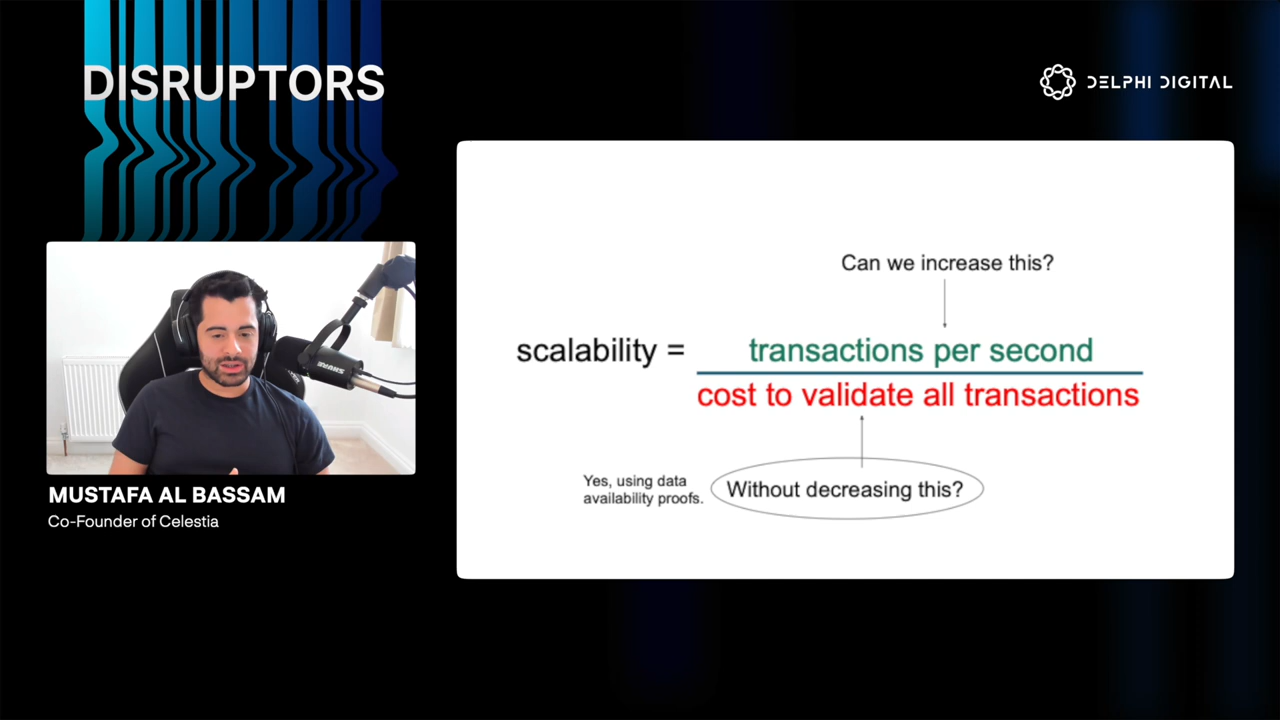 DISRUPTORS
DELPHI DIGITAL
Can we increase this?
scalability =
transactions per second
cost to validate all transactions
Yes, using data
availability proofs.
Without decreasing this?
SHURE
MUSTAFA AL BASSAM
Co-Founder of Celestia